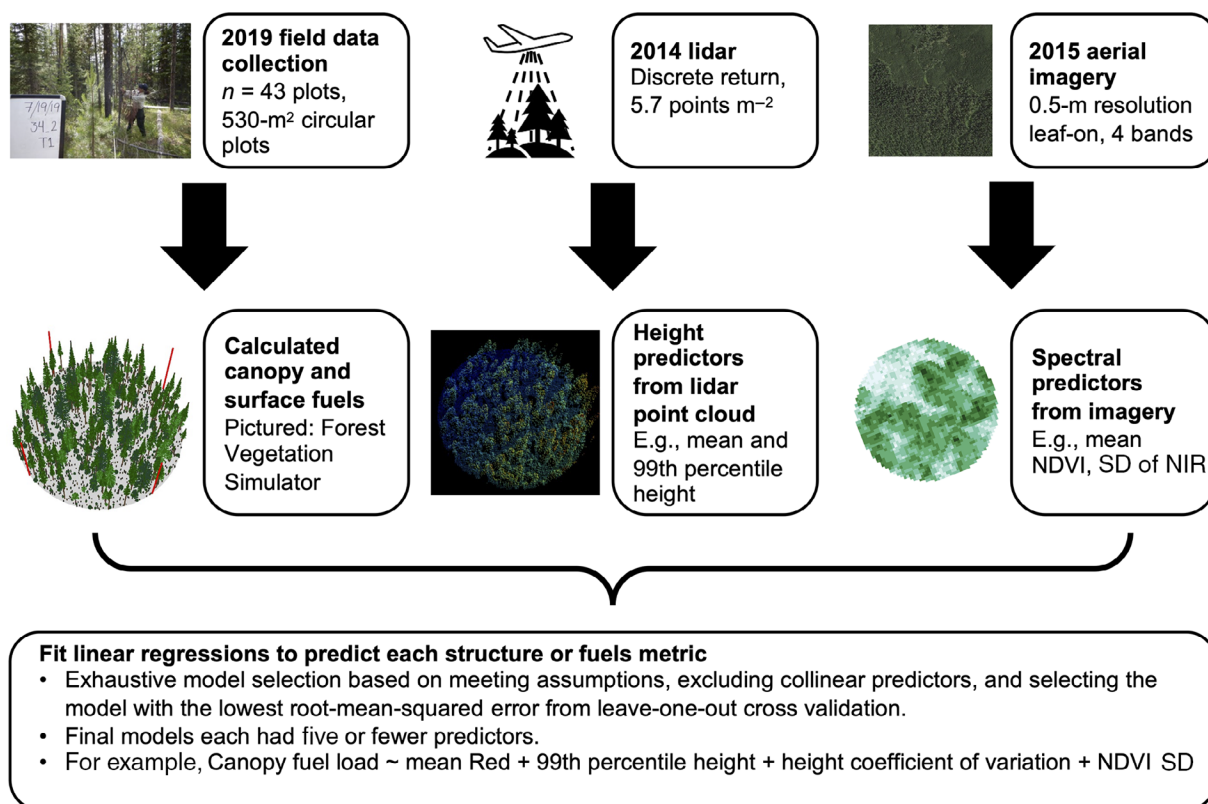 2019 field data
collection
n = 43 plots,
530-m² circular
plots
7/19/19
34_2
T1
2014 lidar
Discrete return,
5.7 points m⁻²
2015 aerial
imagery
0.5-m resolution
leaf-on, 4 bands
Calculated
canopy and
surface fuels
Pictured: Forest
Vegetation
Simulator
Height
predictors
from lidar
point cloud
E.g., mean and
99th percentile
height
Spectral
predictors
from imagery
E.g., mean
NDVI, SD of NIR
Fit linear regressions to predict each structure or fuels metric
• Exhaustive model selection based on meeting assumptions, excluding collinear predictors, and selecting the
model with the lowest root-mean-squared error from leave-one-out cross validation.
• Final models each had five or fewer predictors.
• For example, Canopy fuel load ~ mean Red + 99th percentile height + height coefficient of variation + NDVI SD